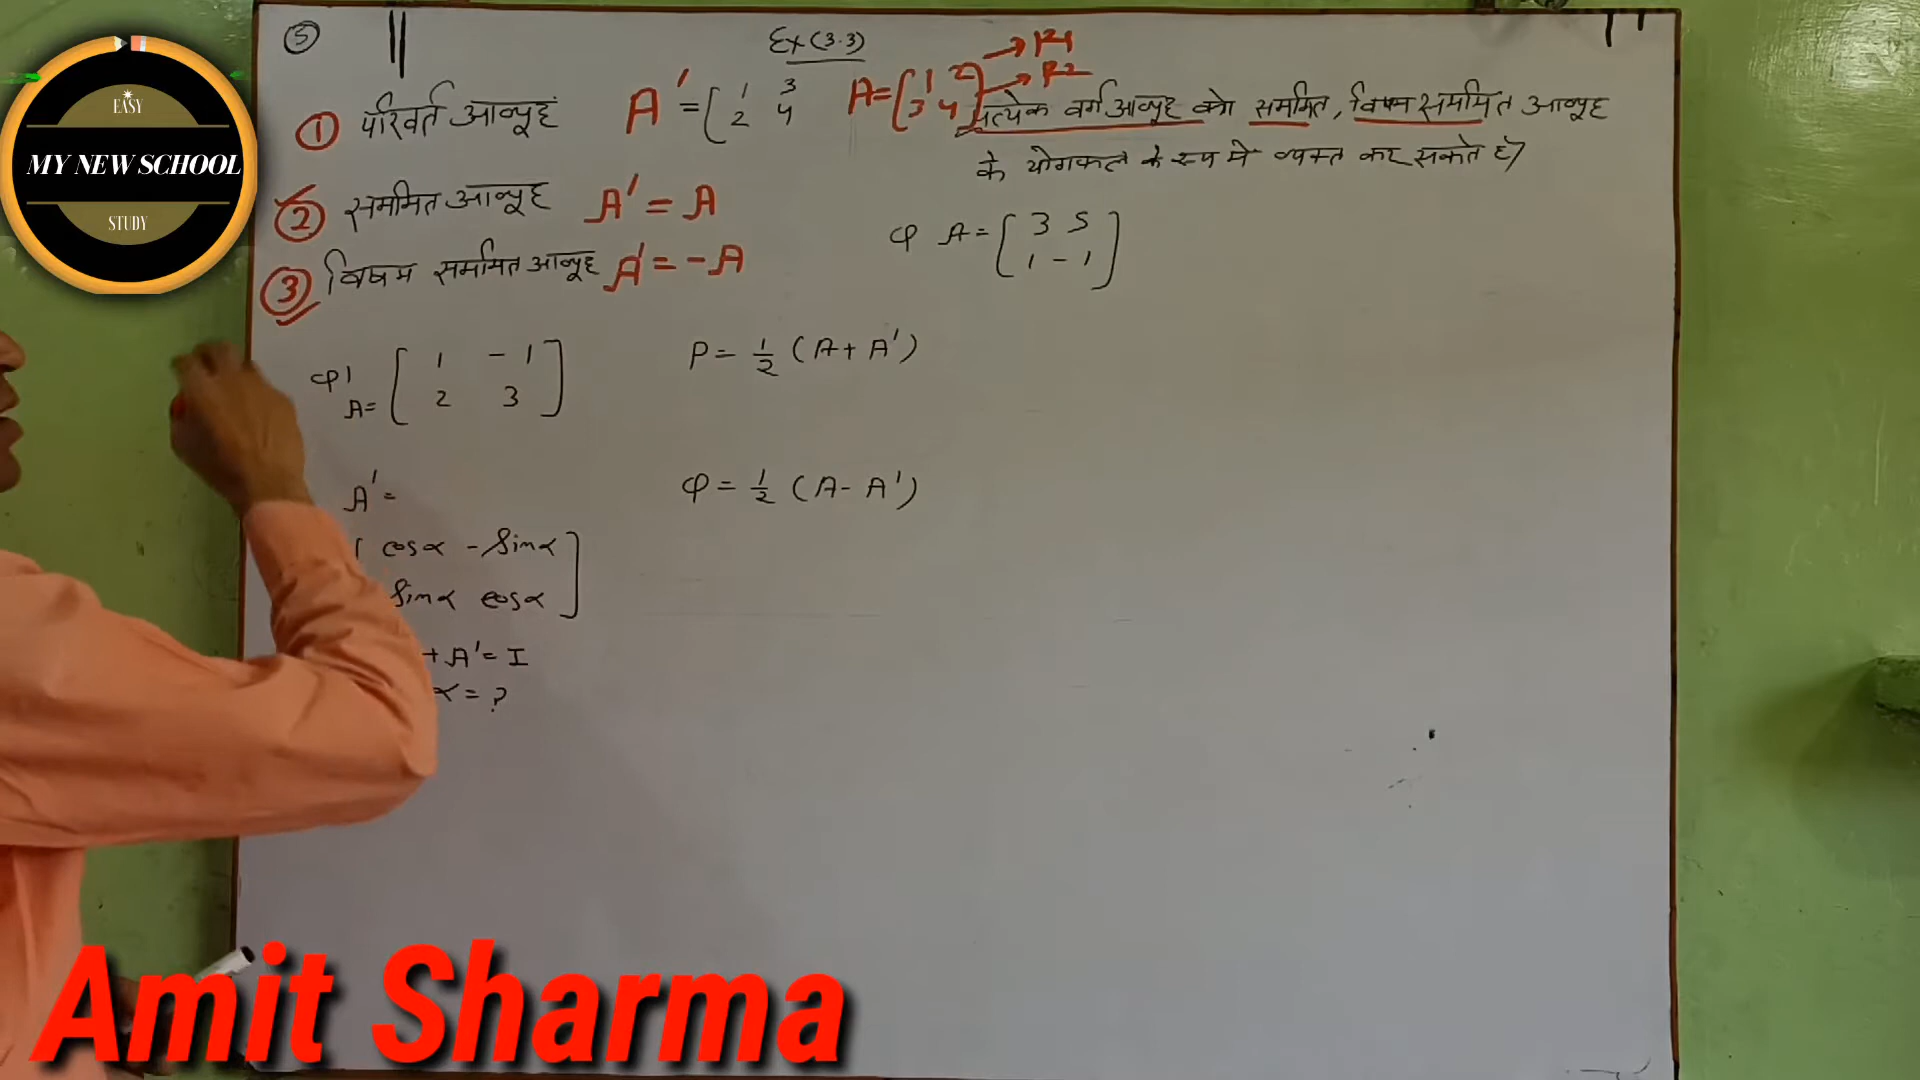 EASY
MY NEW SCHOOL
STUDY
5
Ex (3.3)
① परिवर्त आव्यूह A' = [ 1 3
2 4
A = [ 1 2 ] → R1
3 4 → R2
प्रत्येक वर्ग आव्यूह को सममित, विषम सममित आव्यूह
के योगफल के रूप में व्यक्त कर सकते है
② सममित आव्यूह A' = A
③ विषम सममित आव्यूह A' = -A
φ A = [ 3 5
1 -1 ]
φ1 A = [ 1 -1
2 3 ]
P = 1/2 (A + A')
A' =
φ = 1/2 (A - A')
[ cosα -sinα
sinα cosα ]
+ A' = I
α = ?
Amit Sharma